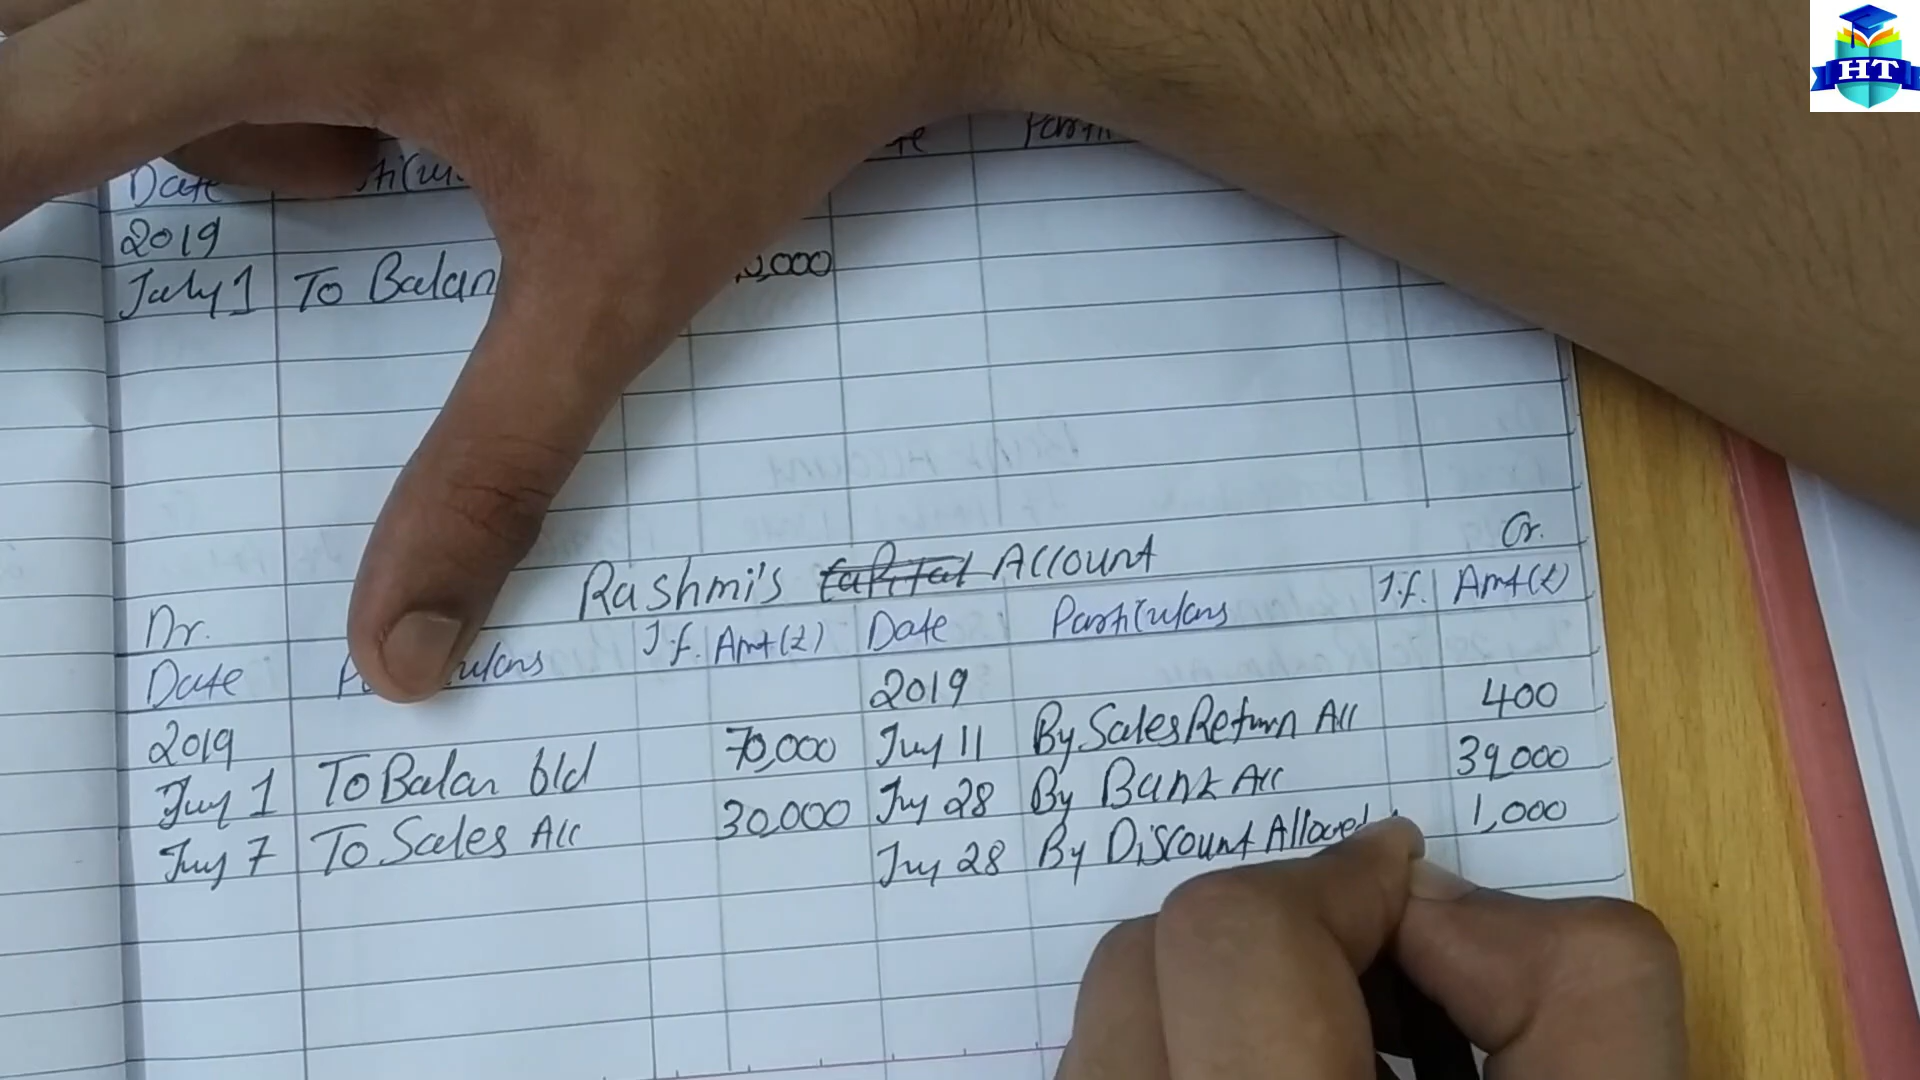 HT
Date
2019
July 1 To Balan
Rashmi's Account
Dr. Cr.
Date J.f. Amt(₹) Date Particulars J.f. Amt(₹)
2019 2019
July 1 To Balan b/d 70,000 July 11 By Sales Return A/c 400
July 7 To Sales A/c 30,000 July 28 By Bank A/c 39,000
July 28 By Discount Allowed 1,000